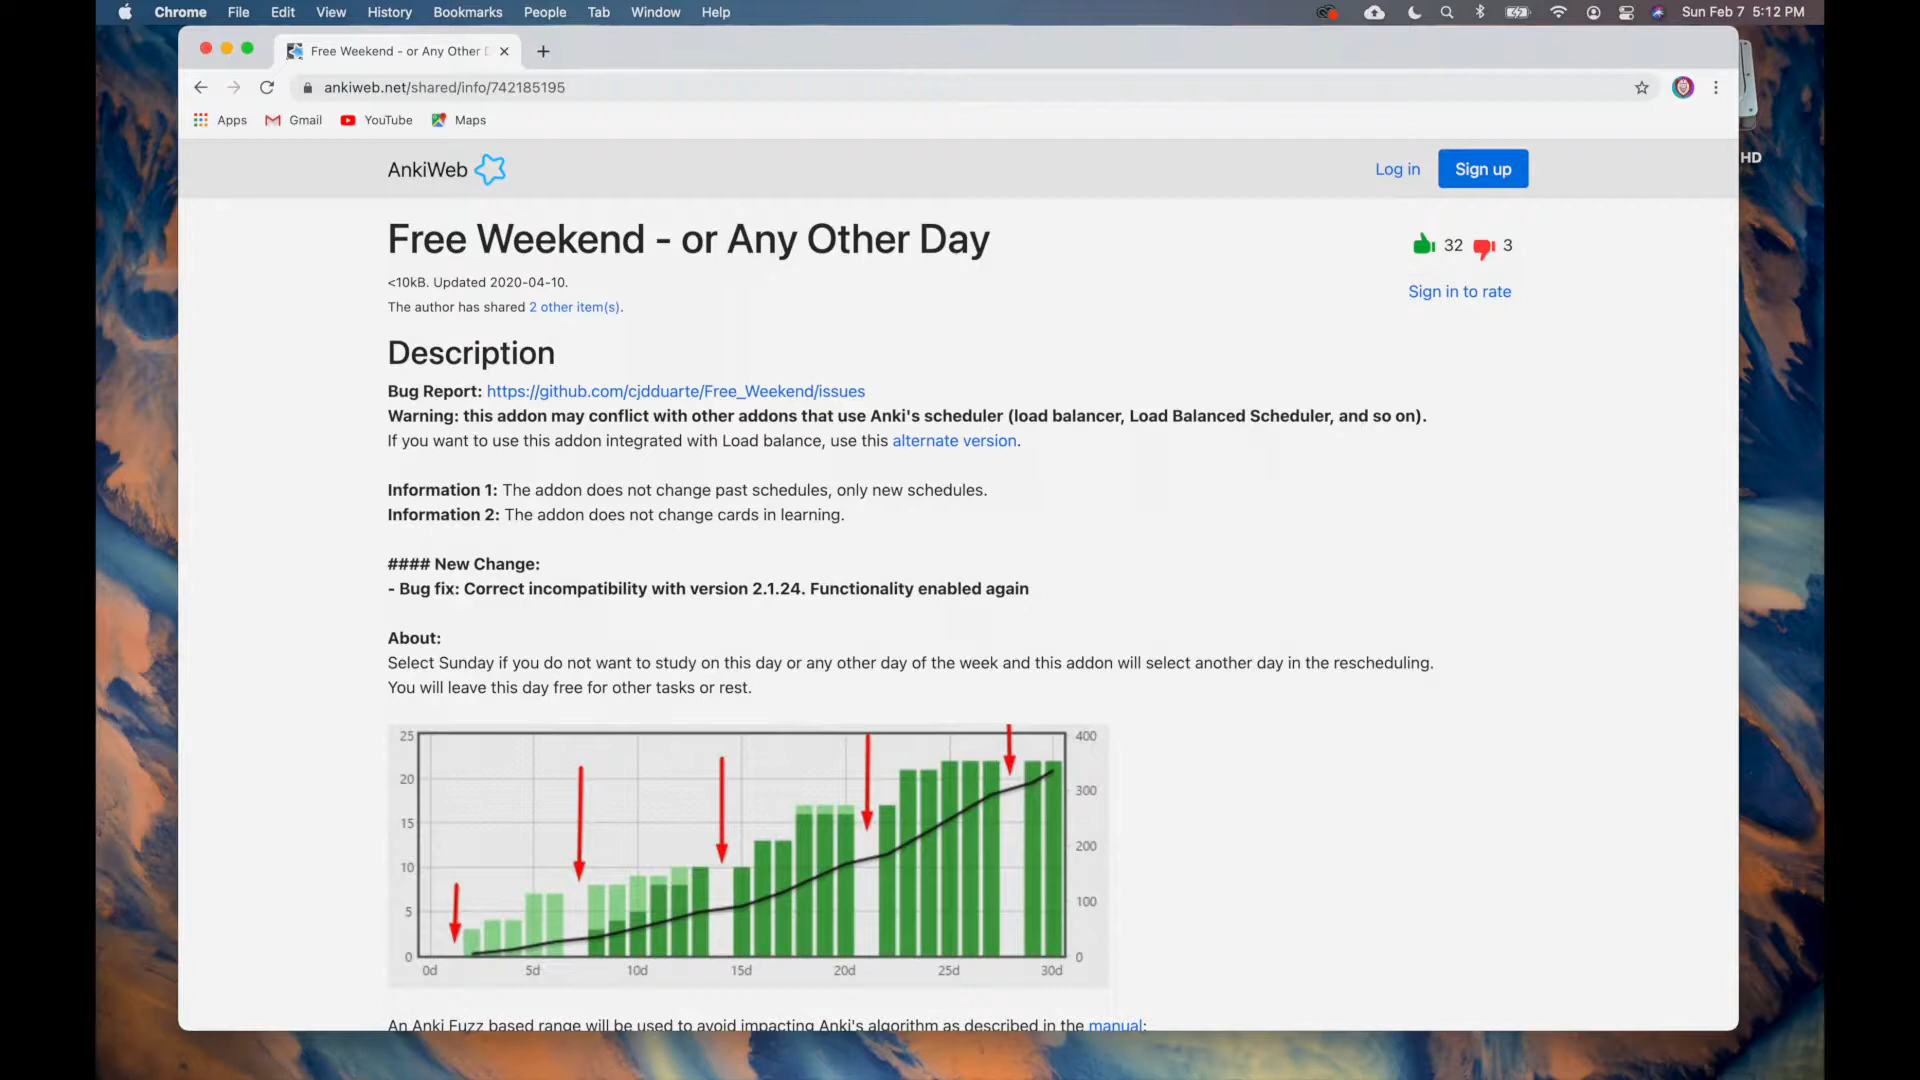 Chrome File Edit View History Bookmarks People Tab Window Help Sun Feb 7 5:12 PM
Free Weekend - or Any Other D
ankiweb.net/shared/info/742185195
Apps Gmail YouTube Maps
HD
AnkiWeb Log in Sign up
Free Weekend - or Any Other Day
32 3
<10kB. Updated 2020-04-10.
Sign in to rate
The author has shared 2 other item(s).
Description
Bug Report: https://github.com/cjdduarte/Free_Weekend/issues
Warning: this addon may conflict with other addons that use Anki's scheduler (load balancer, Load Balanced Scheduler, and so on).
If you want to use this addon integrated with Load balance, use this alternate version.
Information 1: The addon does not change past schedules, only new schedules.
Information 2: The addon does not change cards in learning.
#### New Change:
- Bug fix: Correct incompatibility with version 2.1.24. Functionality enabled again
About:
Select Sunday if you do not want to study on this day or any other day of the week and this addon will select another day in the rescheduling.
You will leave this day free for other tasks or rest.
25 400
20
300
15
200
10
100
5
0 0
0d 5d 10d 15d 20d 25d 30d
An Anki Fuzz based range will be used to avoid impacting Anki's algorithm as described in the manual: